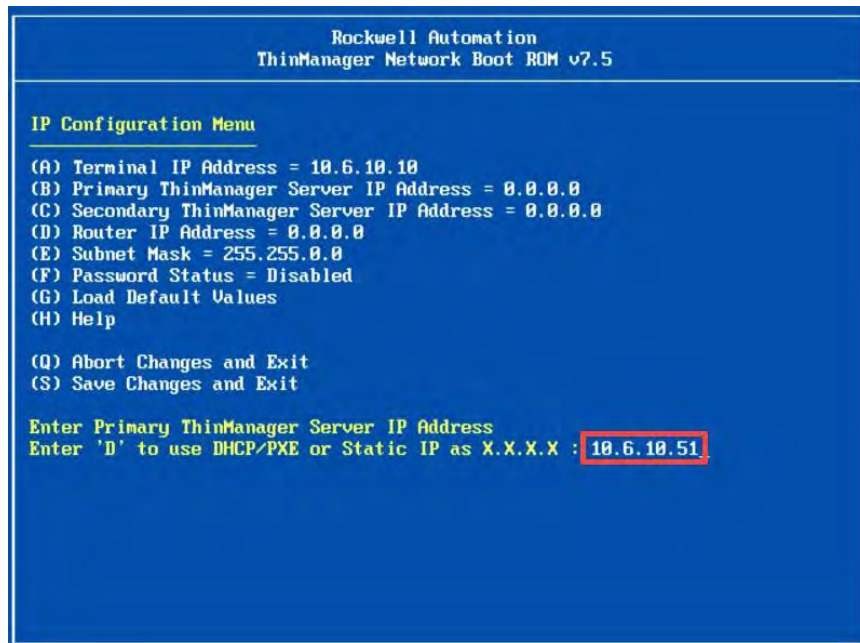 Rockwell Automation
ThinManager Network Boot ROM v7.5
IP Configuration Menu
(A) Terminal IP Address = 10.6.10.10
(B) Primary ThinManager Server IP Address = 0.0.0.0
(C) Secondary ThinManager Server IP Address = 0.0.0.0
(D) Router IP Address = 0.0.0.0
(E) Subnet Mask = 255.255.0.0
(F) Password Status = Disabled
(G) Load Default Values
(H) Help
(Q) Abort Changes and Exit
(S) Save Changes and Exit
Enter Primary ThinManager Server IP Address
Enter 'D' to use DHCP/PXE or Static IP as X.X.X.X : 10.6.10.51_